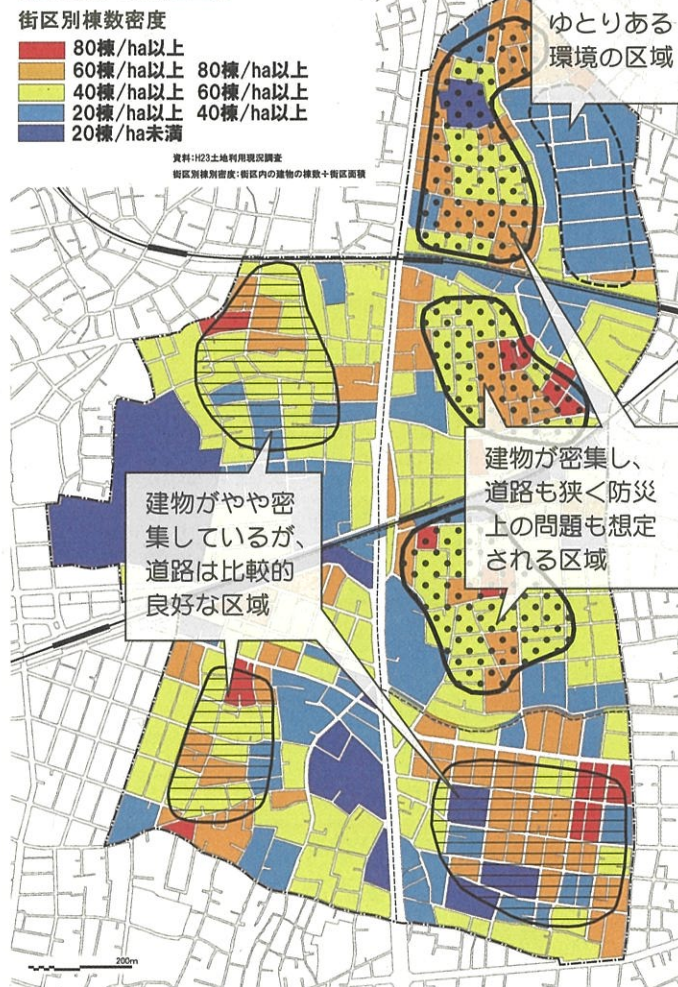 街区別棟数密度
80棟/ha以上
60棟/ha以上 80棟/ha以上
40棟/ha以上 60棟/ha以上
20棟/ha以上 40棟/ha以上
20棟/ha未満
資料：H23土地利用現況調査
街区別棟別密度：街区内の建物の棟数÷街区面積
ゆとりある
環境の区域
建物が密集し、
道路も狭く防災
上の問題も想定
される区域
建物がやや密
集しているが、
道路は比較的
良好な区域
200m